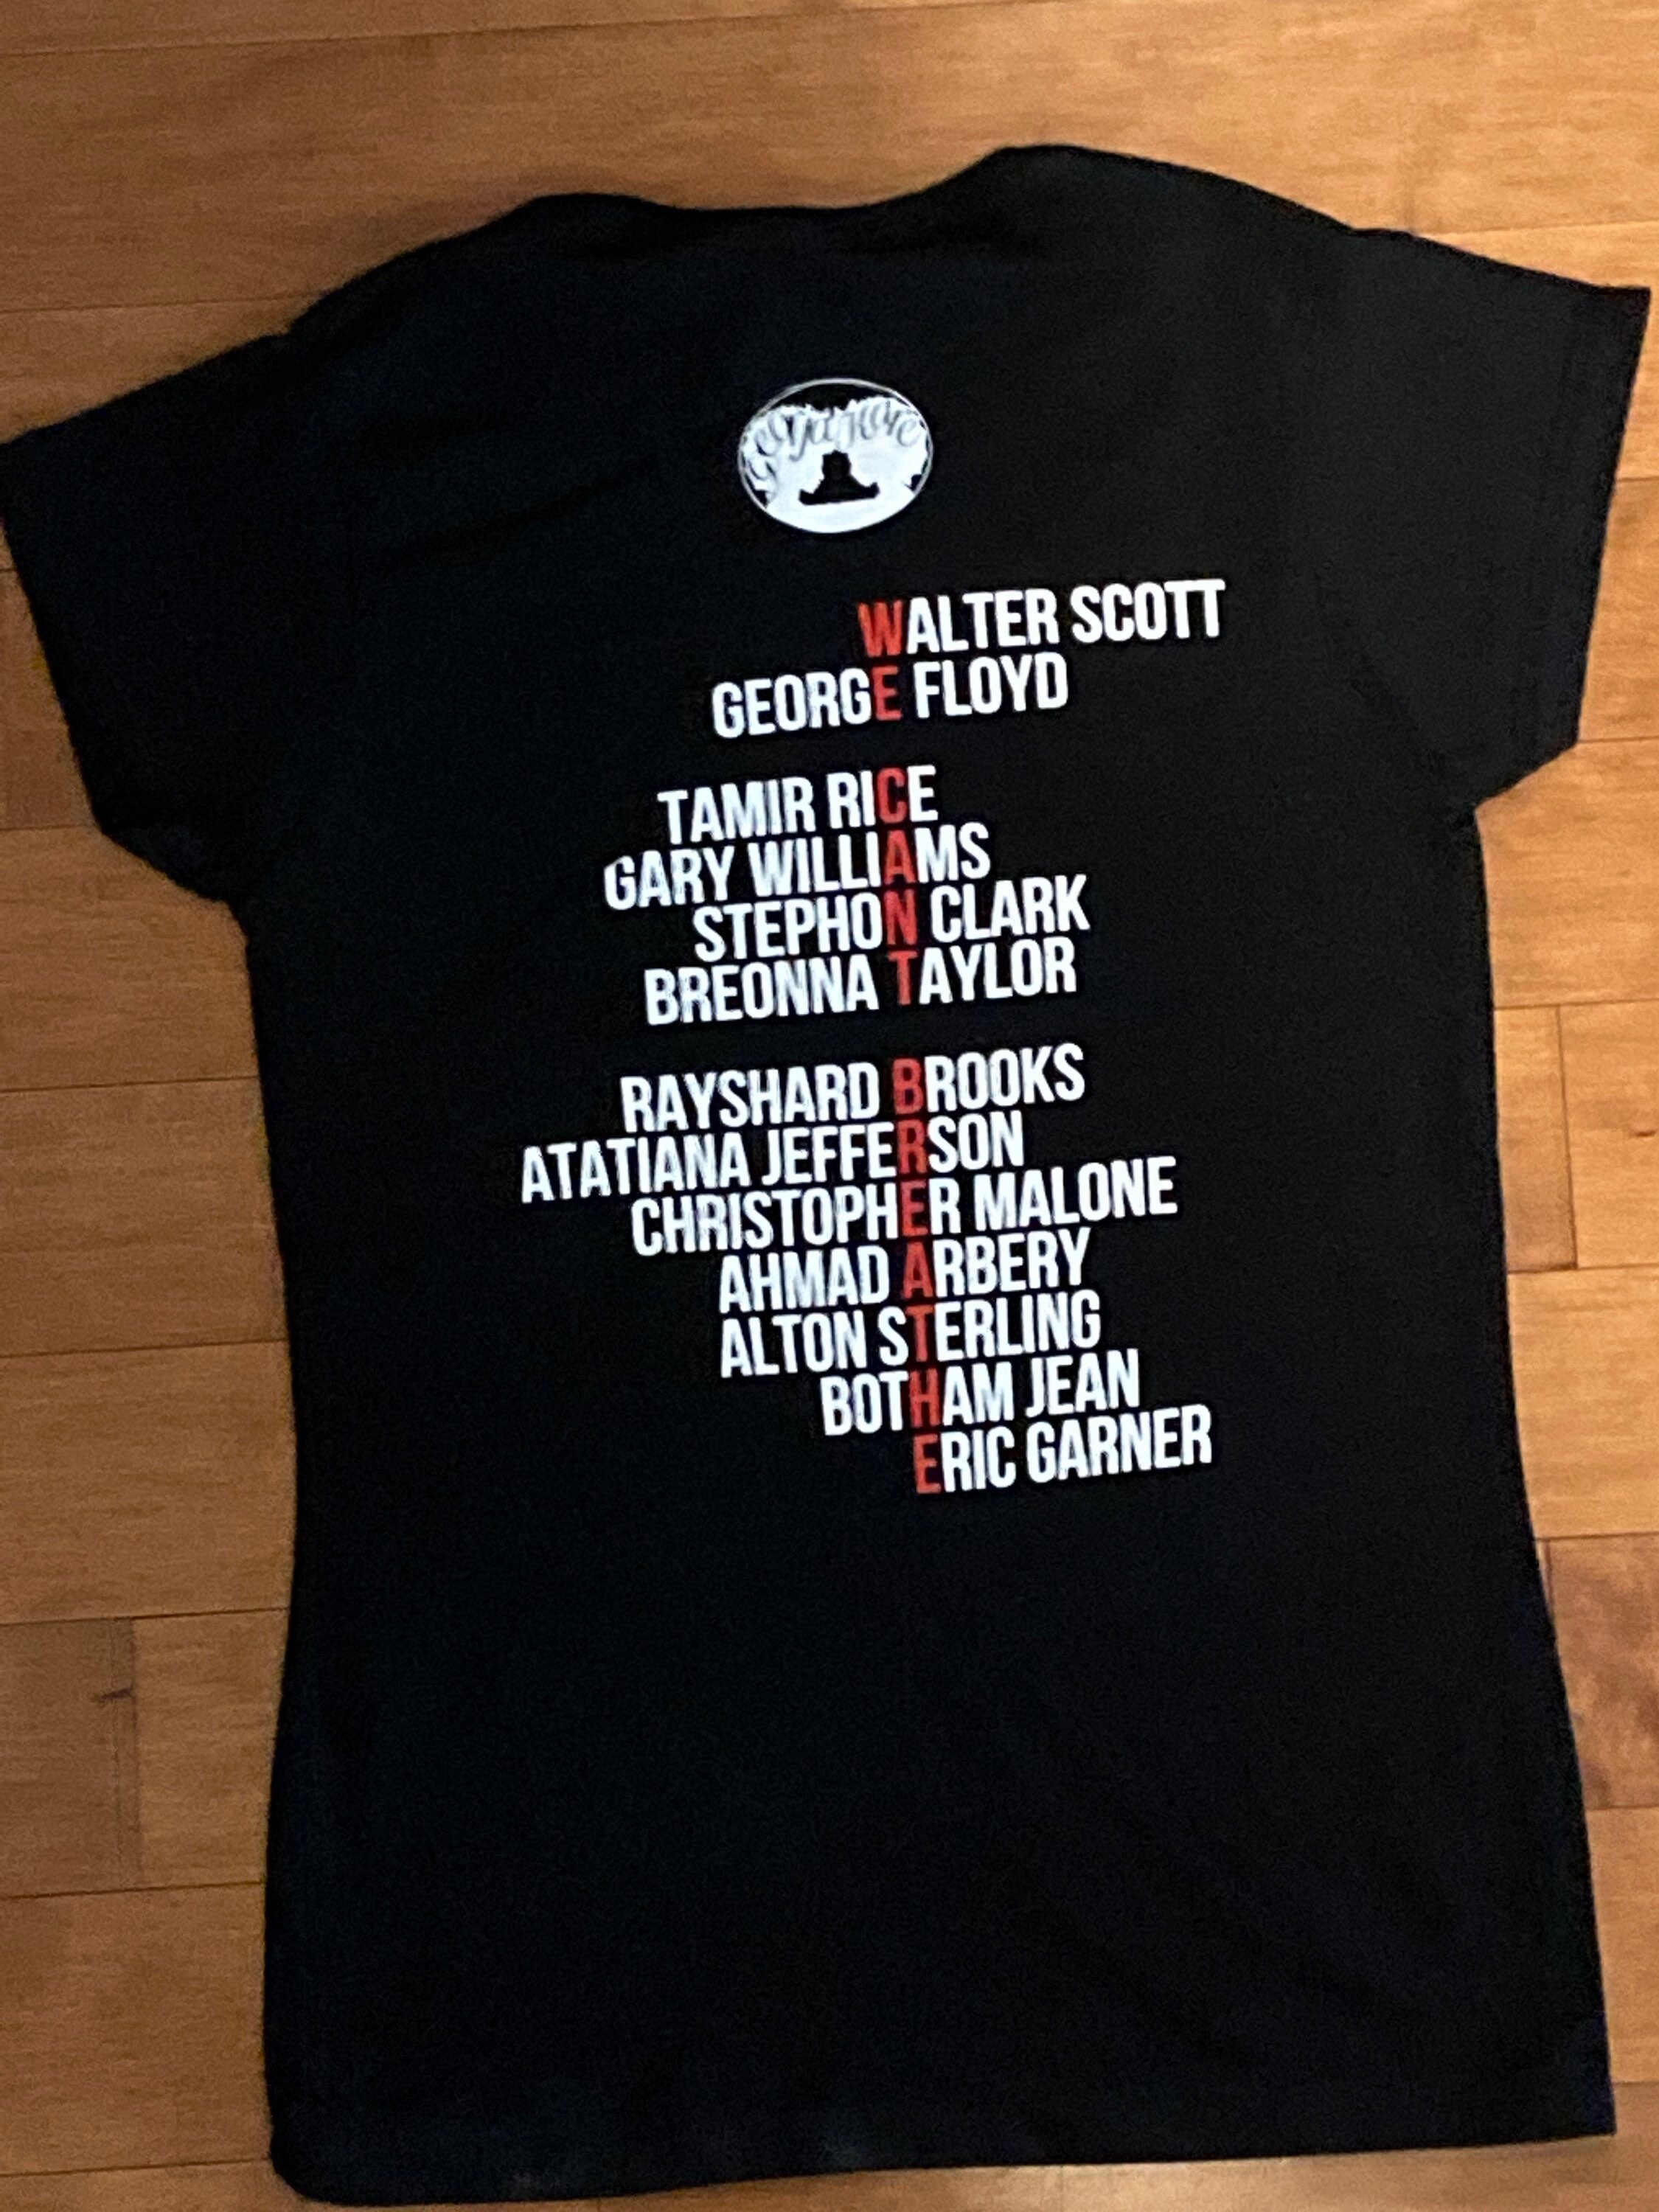 WALTER SCOTT
GEORGE FLOYD
TAMIR RICE
GARY WILLIAMS
STEPHON CLARK
BREONNA TAYLOR
RAYSHARD BROOKS
ATATIANA JEFFERSON
CHRISTOPHER MALONE
AHMAD ARBERY
ALTON STERLING
BOTHAM JEAN
ERIC GARNER